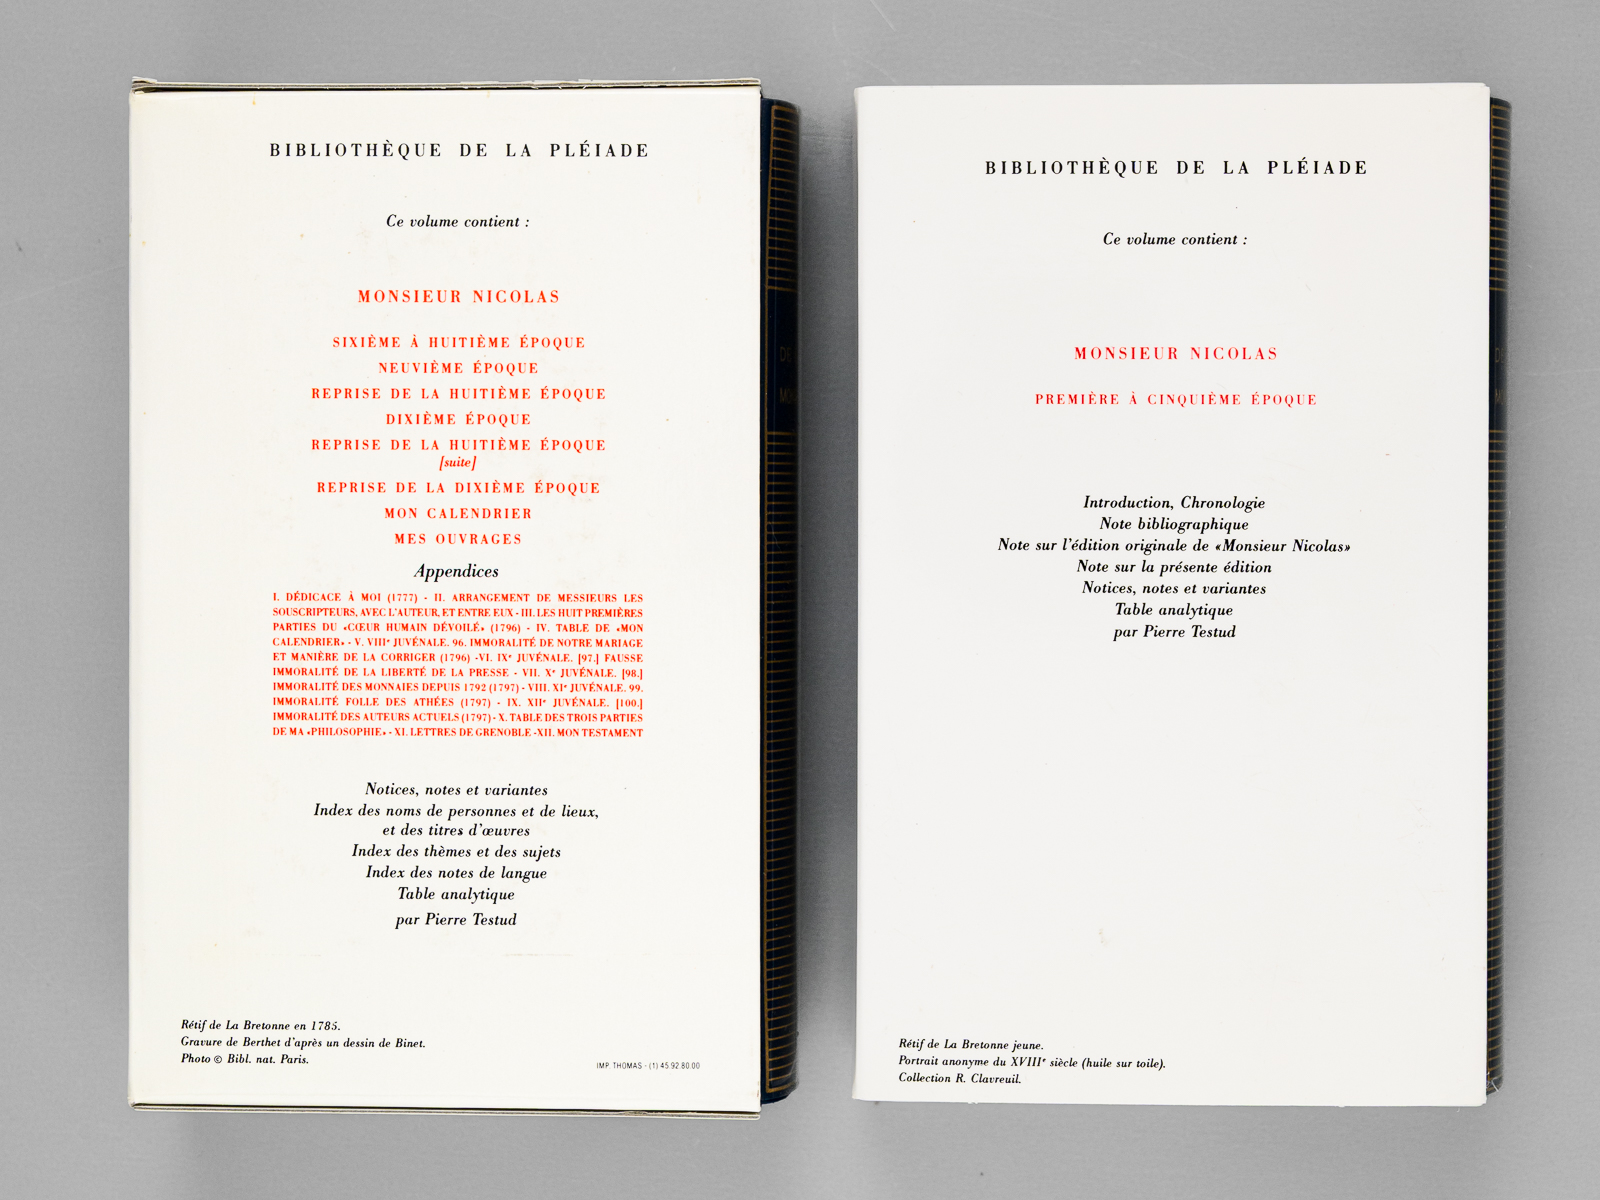 BIBLIOTHÈQUE DE LA PLÉIADE
Ce volume contient :
MONSIEUR NICOLAS
SIXIÈME À HUITIÈME ÉPOQUE
NEUVIÈME ÉPOQUE
REPRISE DE LA HUITIÈME ÉPOQUE
DIXIÈME ÉPOQUE
REPRISE DE LA HUITIÈME ÉPOQUE
[suite]
REPRISE DE LA DIXIÈME ÉPOQUE
MON CALENDRIER
MES OUVRAGES
Appendices
I. DÉDICACE À MOI (1777) - II. ARRANGEMENT DE MESSIEURS LES
SOUSCRIPTEURS, AVEC L'AUTEUR, ET ENTRE EUX - III. LES HUIT PREMIÈRES
PARTIES DU «CŒUR HUMAIN DÉVOILÉ» (1796) - IV. TABLE DE «MON
CALENDRIER» - V. VIIIe JUVÉNALE. 96. IMMORALITÉ DE NOTRE MARIAGE
ET MANIÈRE DE LA CORRIGER (1796) -VI. IXe JUVÉNALE. [97.] FAUSSE
IMMORALITÉ DE LA LIBERTÉ DE LA PRESSE - VII. Xe JUVÉNALE. [98.]
IMMORALITÉ DES MONNAIES DEPUIS 1792 (1797) - VIII. XIe JUVÉNALE. 99.
IMMORALITÉ FOLLE DES ATHÉES (1797) - IX. XIIe JUVÉNALE. [100.]
IMMORALITÉ DES AUTEURS ACTUELS (1797) - X. TABLE DES TROIS PARTIES
DE MA «PHILOSOPHIE» - XI. LETTRES DE GRENOBLE -XII. MON TESTAMENT
Notices, notes et variantes
Index des noms de personnes et de lieux,
et des titres d'œuvres
Index des thèmes et des sujets
Index des notes de langue
Table analytique
par Pierre Testud
Rétif de La Bretonne en 1785.
Gravure de Berthet d'après un dessin de Binet.
Photo © Bibl. nat. Paris.
IMP. THOMAS - (1) 45.92.80.00
BIBLIOTHÈQUE DE LA PLÉIADE
Ce volume contient :
MONSIEUR NICOLAS
PREMIÈRE À CINQUIÈME ÉPOQUE
Introduction, Chronologie
Note bibliographique
Note sur l'édition originale de «Monsieur Nicolas»
Note sur la présente édition
Notices, notes et variantes
Table analytique
par Pierre Testud
Rétif de La Bretonne jeune.
Portrait anonyme du XVIIIe siècle (huile sur toile).
Collection R. Clavreuil.